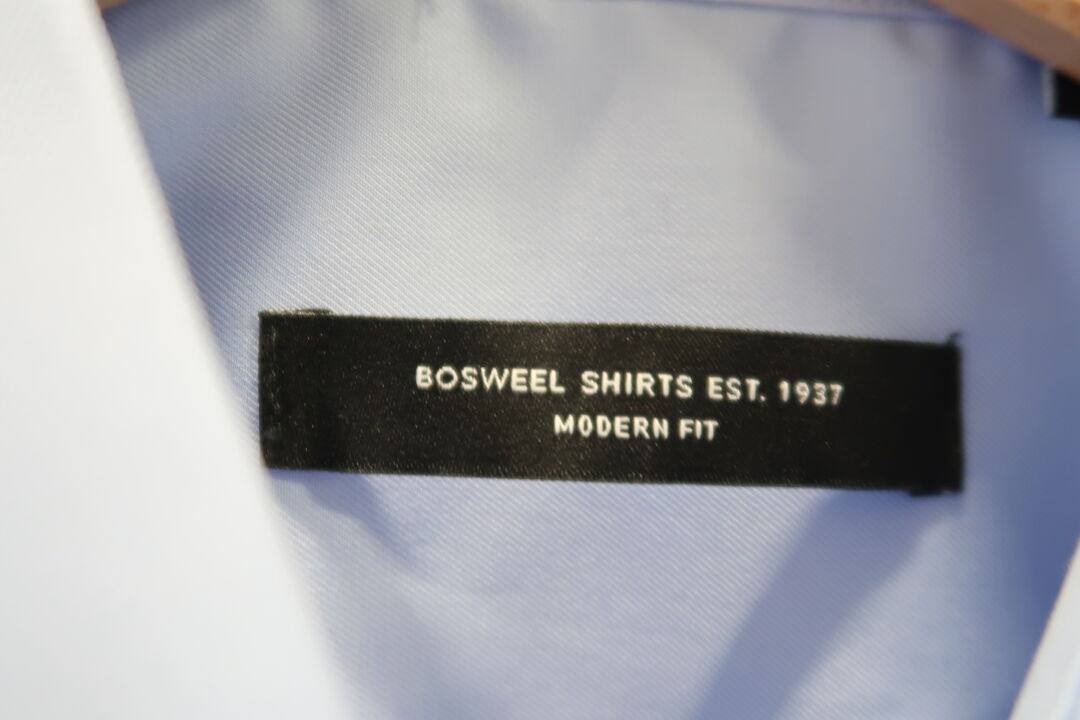 BOSWEEL SHIRTS EST. 1937
MODERN FIT